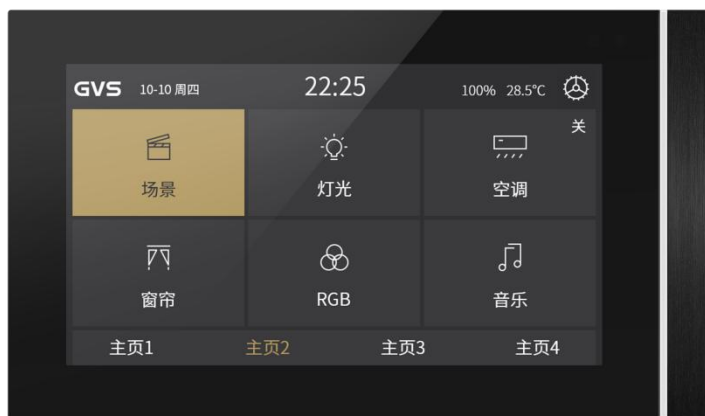 GVS 10-10 周四 22:25 100% 28.5°C
关
场景 灯光 空调
窗帘 RGB 音乐
主页1 主页2 主页3 主页4